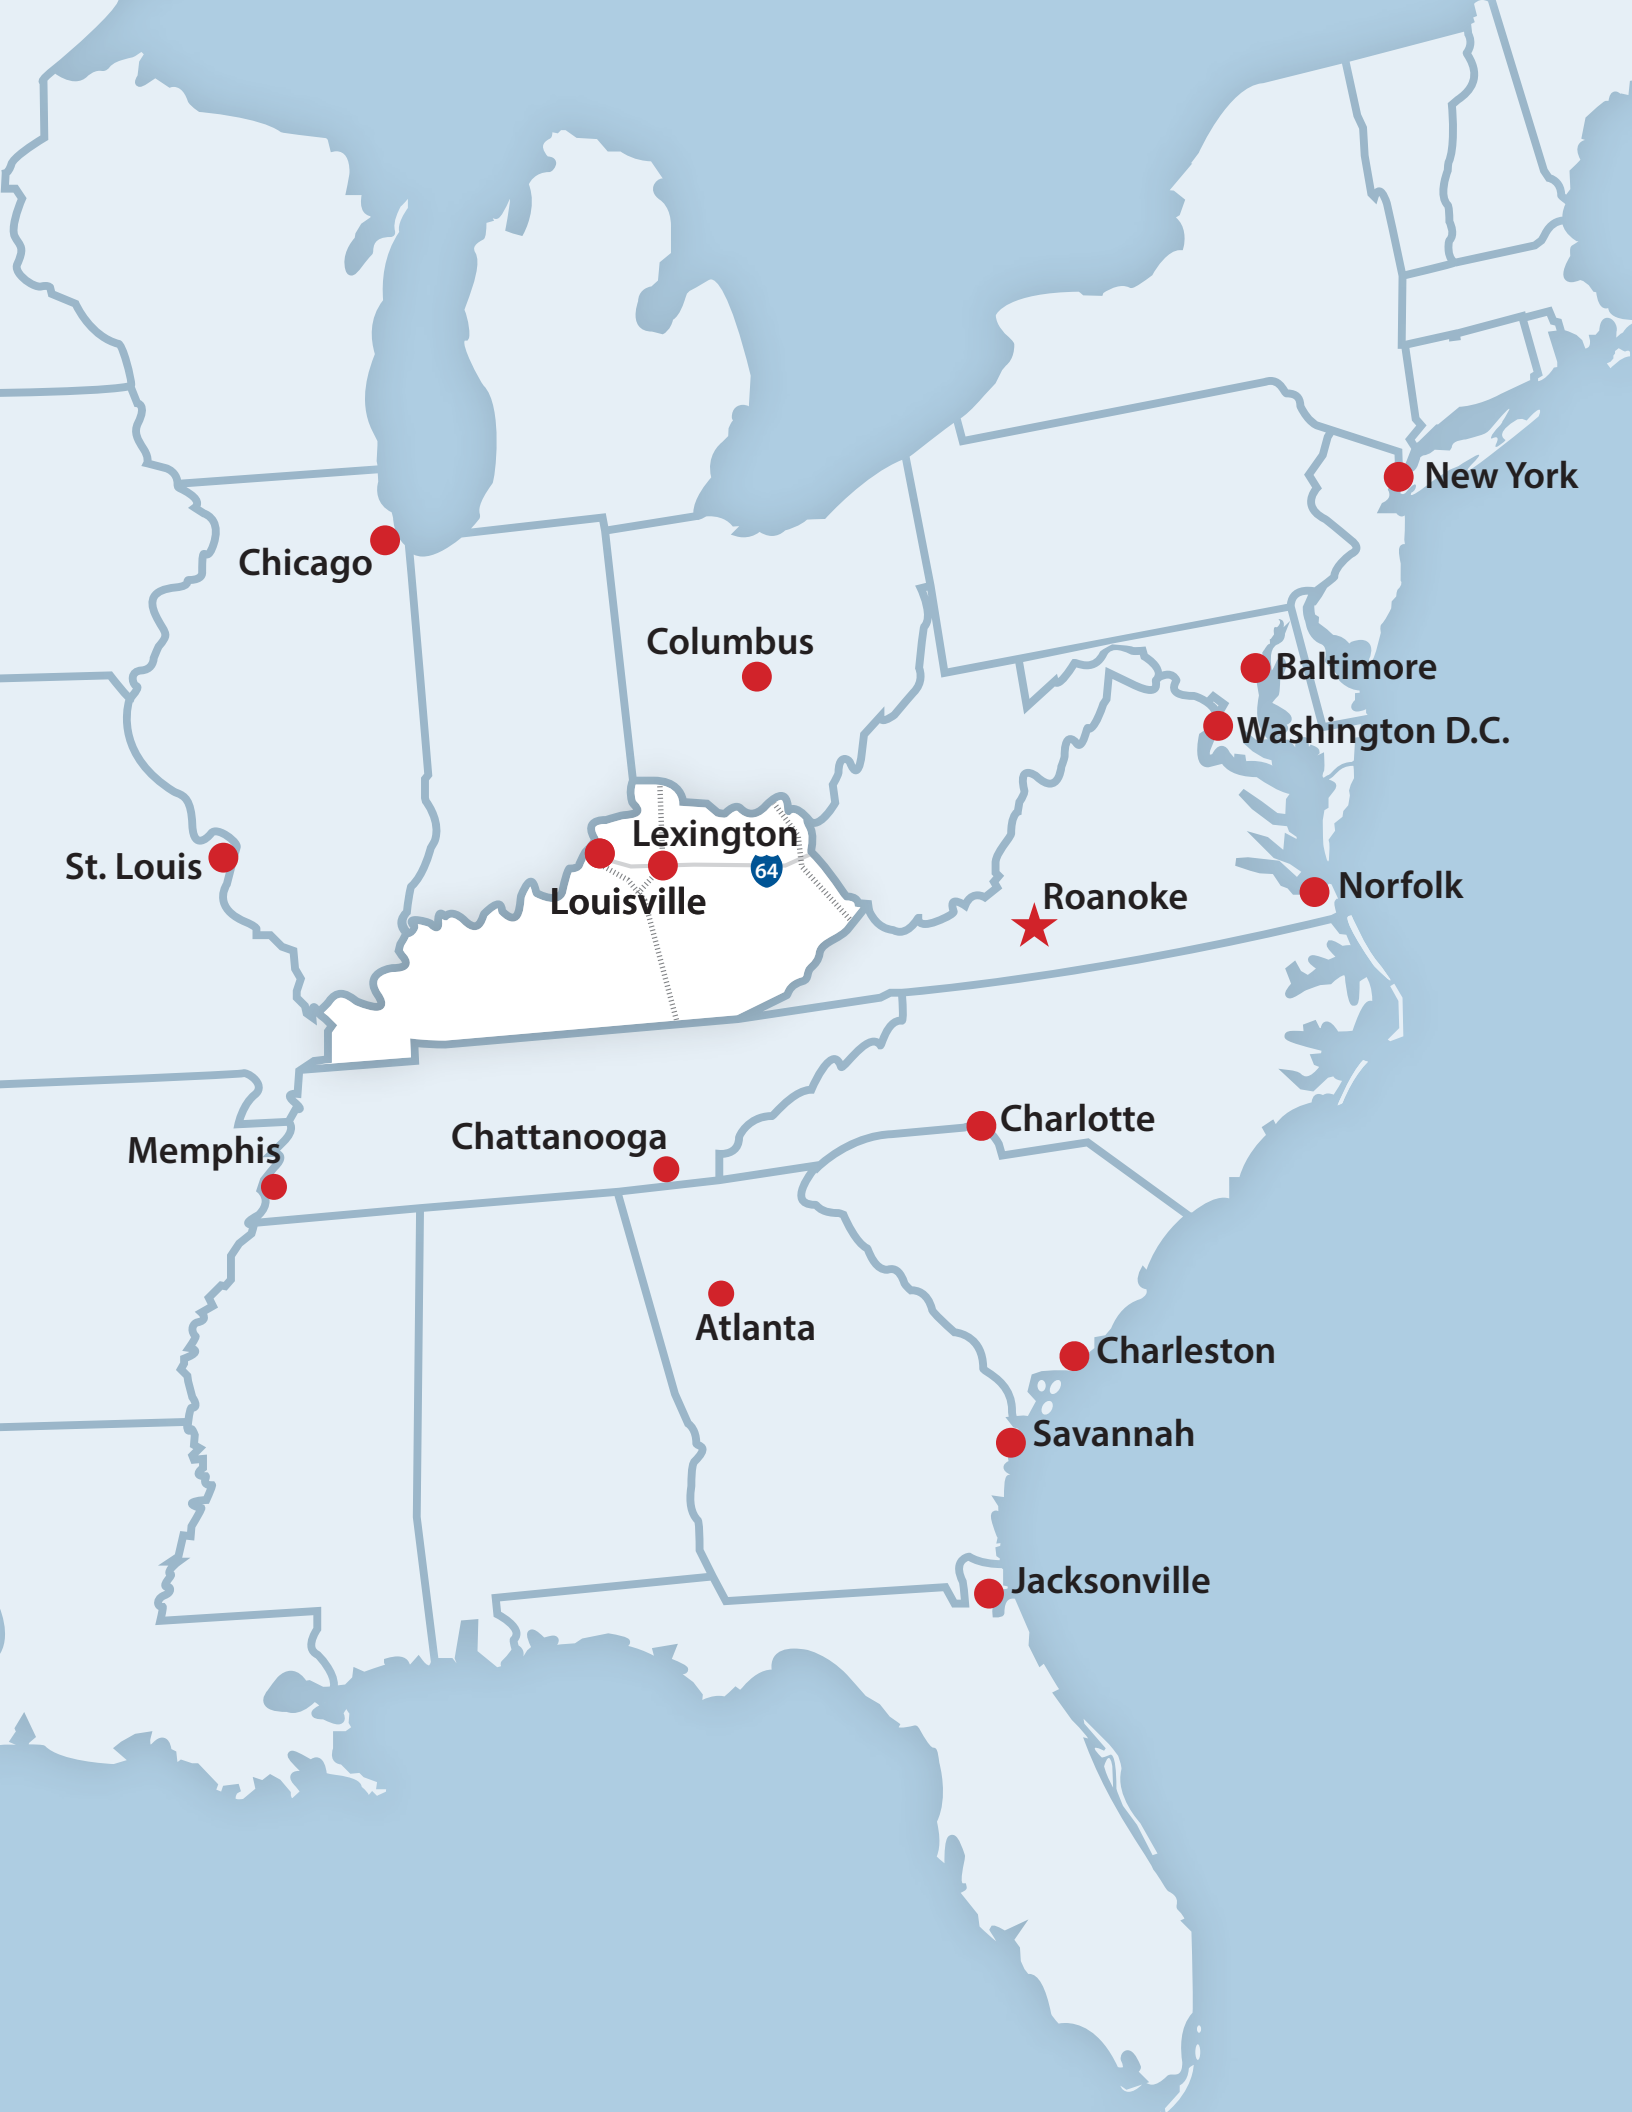 New York
Chicago
Columbus
Baltimore
Washington D.C.
Lexington
St. Louis
64
Norfolk
Roanoke
Louisville
Charlotte
Chattanooga
Memphis
Atlanta
Charleston
Savannah
Jacksonville